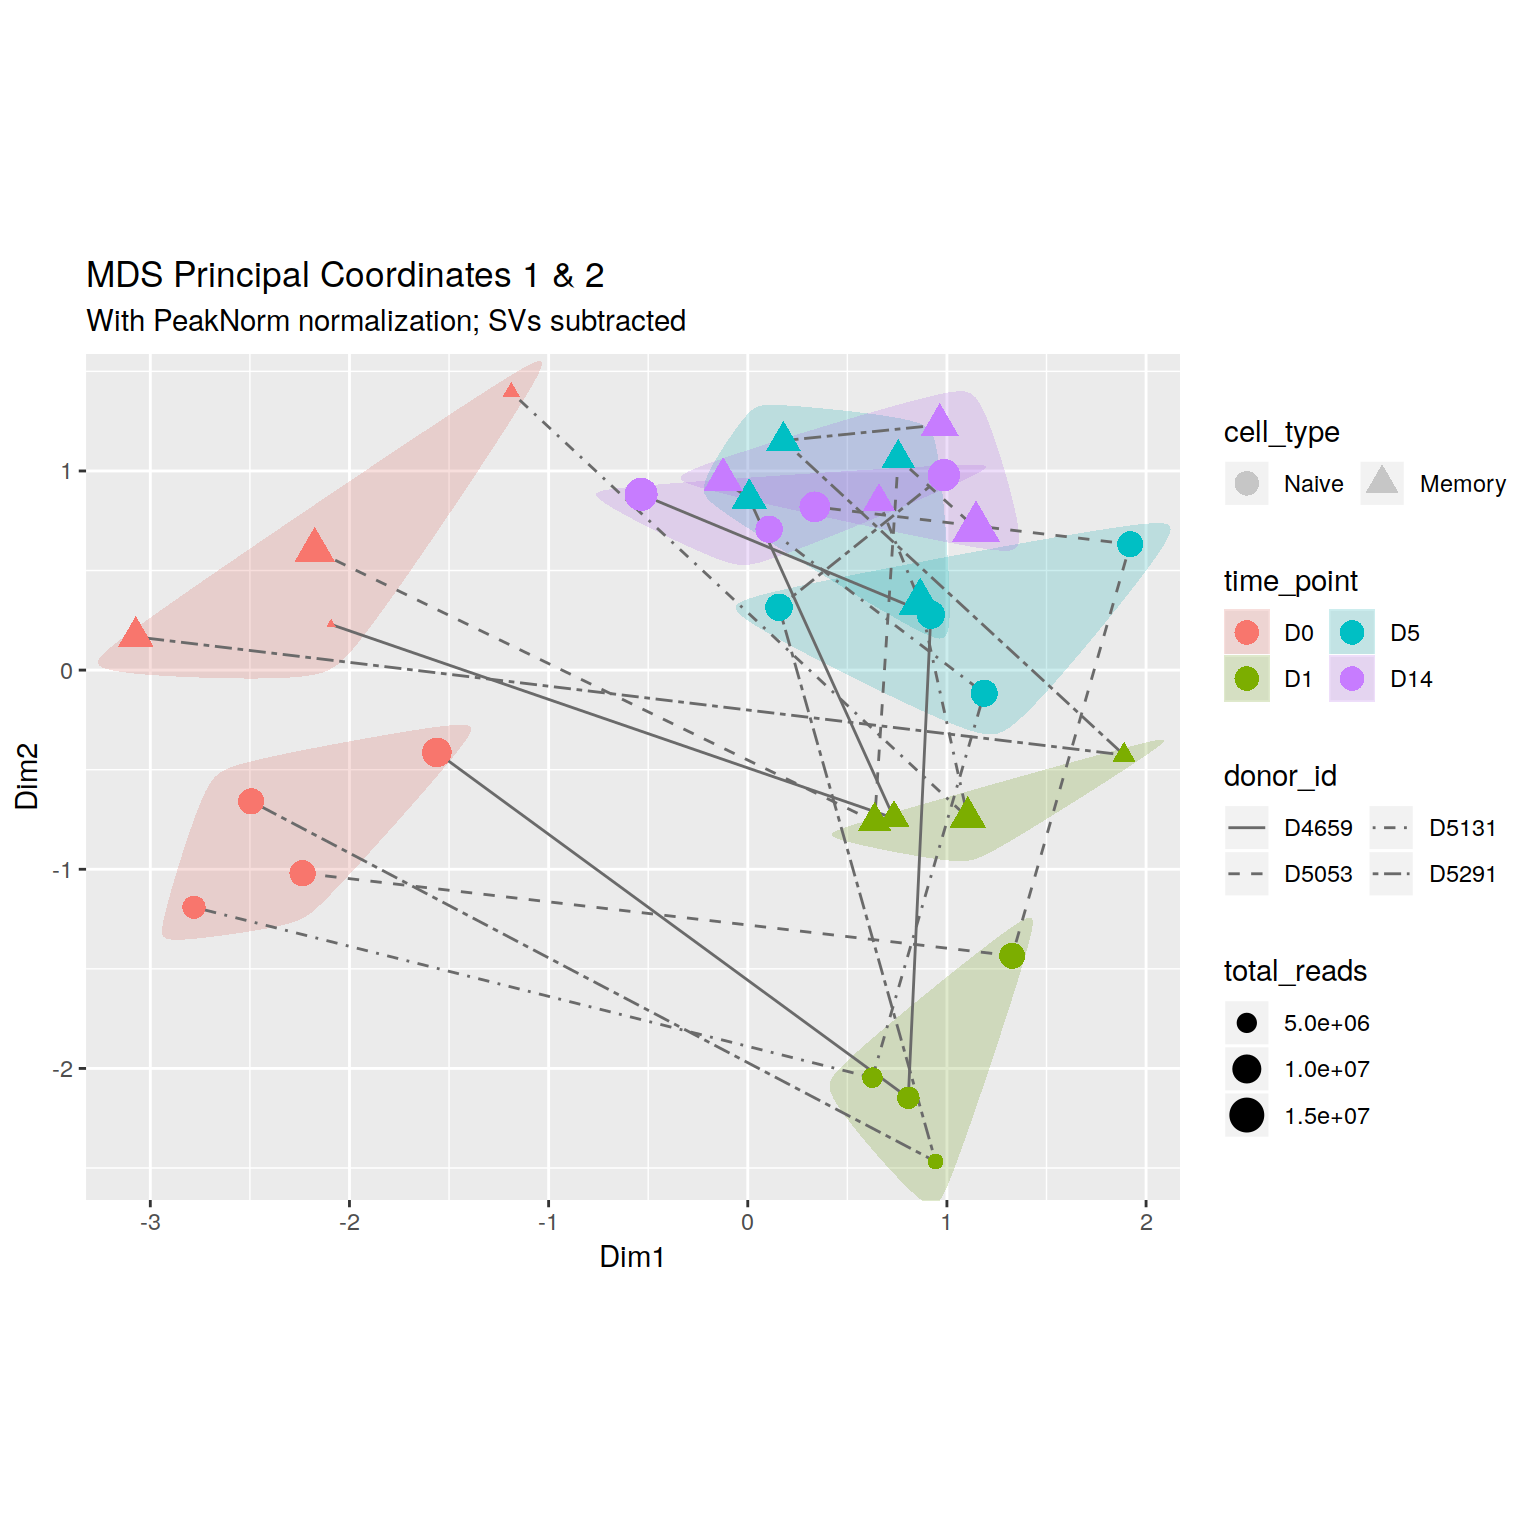 MDS Principal Coordinates 1 & 2
With PeakNorm normalization; SVs subtracted
1
0
-1
-2
Dim2
-3 -2 -1 0 1 2
Dim1
cell_type
Naive Memory
time_point
D0 D5
D1 D14
donor_id
D4659 D5131
D5053 D5291
total_reads
5.0e+06
1.0e+07
1.5e+07